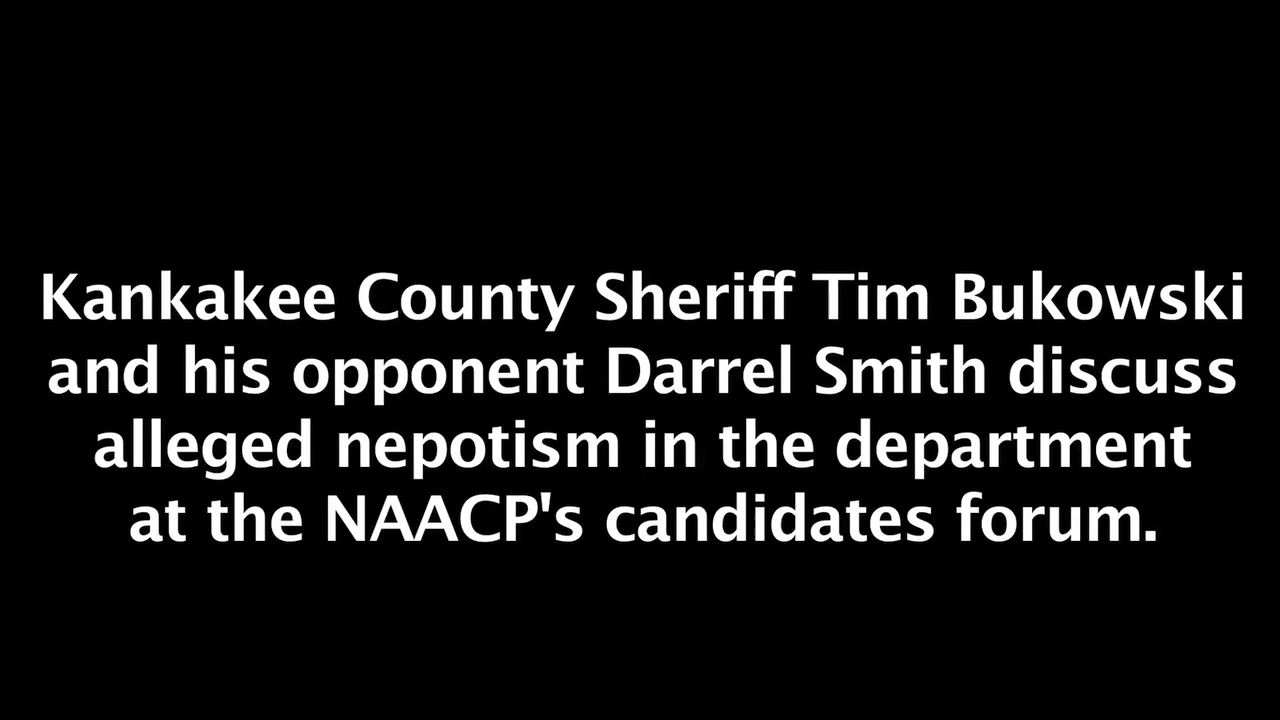 Kankakee County Sheriff Tim Bukowski
and his opponent Darrel Smith discuss
alleged nepotism in the department
at the NAACP's candidates forum.